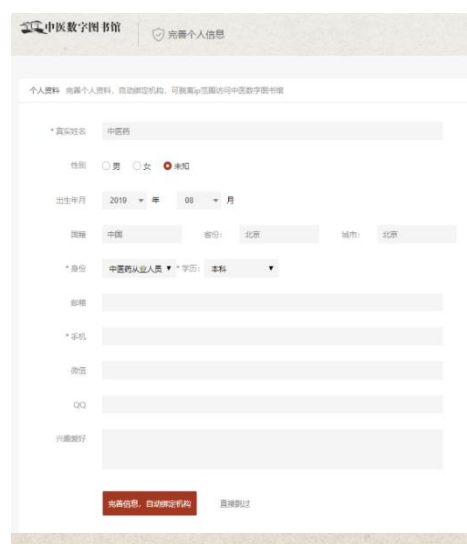 中医数字图书馆 完善个人信息
个人资料 完善个人资料，自动绑定机构，可脱离ip范围访问中医数字图书馆
* 真实姓名 中医药
性别 男 女 未知
出生年月 2019 年 08 月
国籍 中国 省份: 北京 城市: 北京
* 身份 中医药从业人员 * 学历: 本科
邮箱
* 手机
微信
QQ
兴趣爱好
完善信息，自动绑定机构 直接跳过